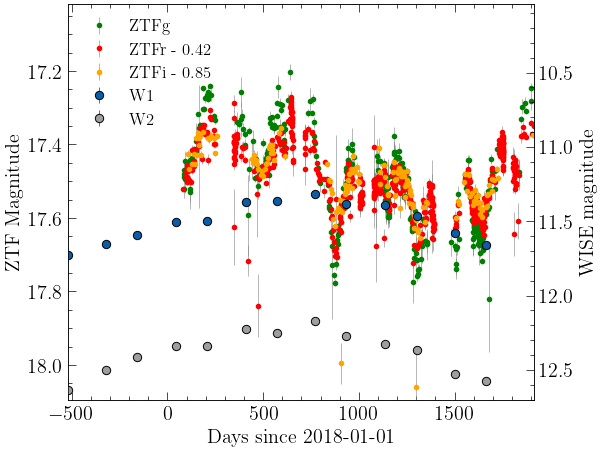 ZTFg
ZTFr - 0.42
ZTFi - 0.85
W1
W2
17.2
17.4
17.6
17.8
18.0
ZTF Magnitude
10.5
11.0
11.5
12.0
12.5
WISE magnitude
−500
0
500
1000
1500
Days since 2018-01-01